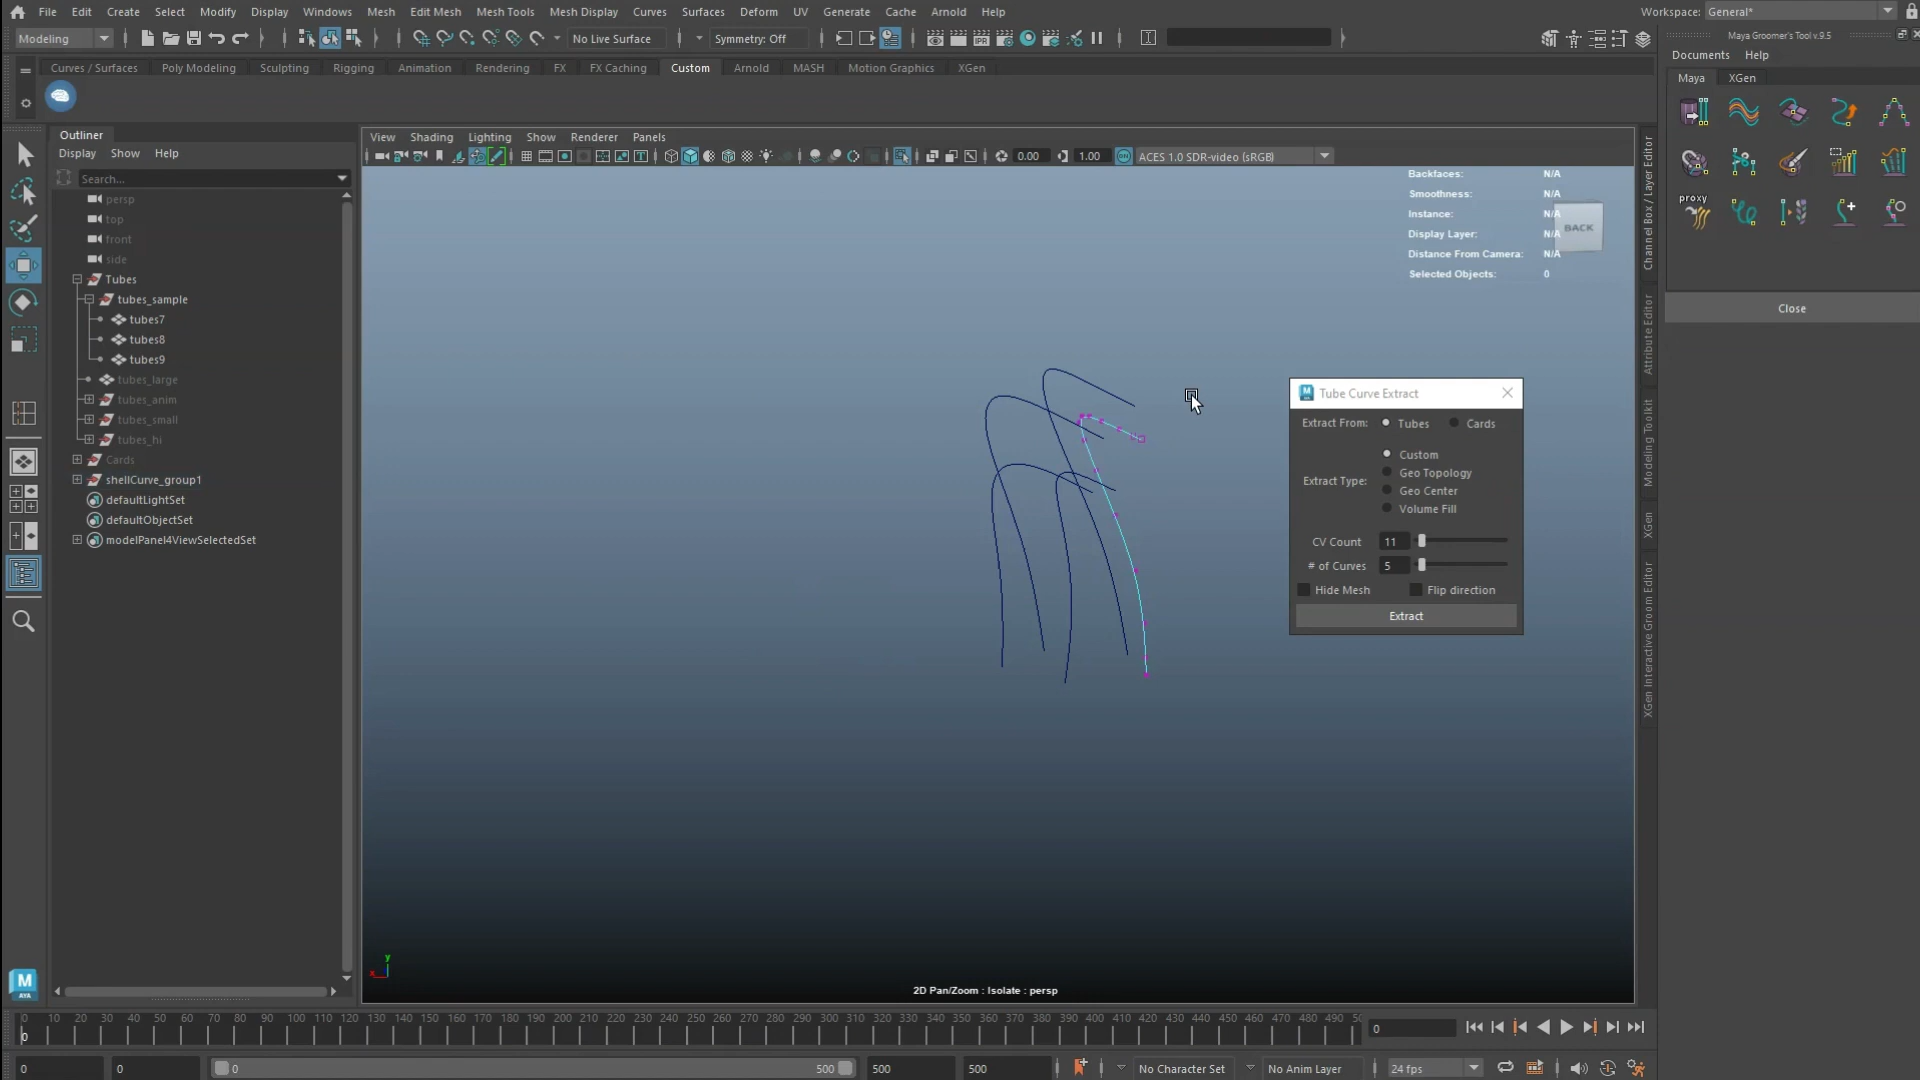 File Edit Create Select Modify Display Windows Mesh Edit Mesh Mesh Tools Mesh Display Curves Surfaces Deform UV Generate Cache Arnold Help
Workspace: General*
Modeling
No Live Surface
Symmetry: Off
IPR
Maya Groomer's Tool v.9.5
Documents Help
Curves / Surfaces Poly Modeling Sculpting Rigging Animation Rendering FX FX Caching Custom Arnold MASH Motion Graphics XGen
Maya XGen
proxy
Close
Outliner
Display Show Help
Search...
persp
top
front
side
Tubes
tubes_sample
tubes7
tubes8
tubes9
tubes_large
tubes_anim
tubes_small
tubes_hi
Cards
shellCurve_group1
defaultLightSet
defaultObjectSet
modelPanel4ViewSelectedSet
View Shading Lighting Show Renderer Panels
0.00
1.00
ON
ACES 1.0 SDR-video (sRGB)
Backfaces: N/A
Smoothness: N/A
Instance: N/A
Display Layer: N/A
Distance From Camera: N/A
Selected Objects: 0
BACK
Tube Curve Extract
Extract From: Tubes Cards
Custom
Extract Type:
Geo Topology
Geo Center
Volume Fill
CV Count 11
# of Curves 5
Hide Mesh Flip direction
Extract
Channel Box / Layer Editor
Attribute Editor
Modeling Toolkit
XGen
XGen Interactive Groom Editor
y
x
2D Pan/Zoom : Isolate : persp
M
AYA
0 10 20 30 40 50 60 70 80 90 100 110 120 130 140 150 160 170 180 190 200 210 220 230 240 250 260 270 280 290 300 310 320 330 340 350 360 370 380 390 400 410 420 430 440 450 460 470 480 490 50
0
0
0
0
0
500
500
500
No Character Set
No Anim Layer
24 fps